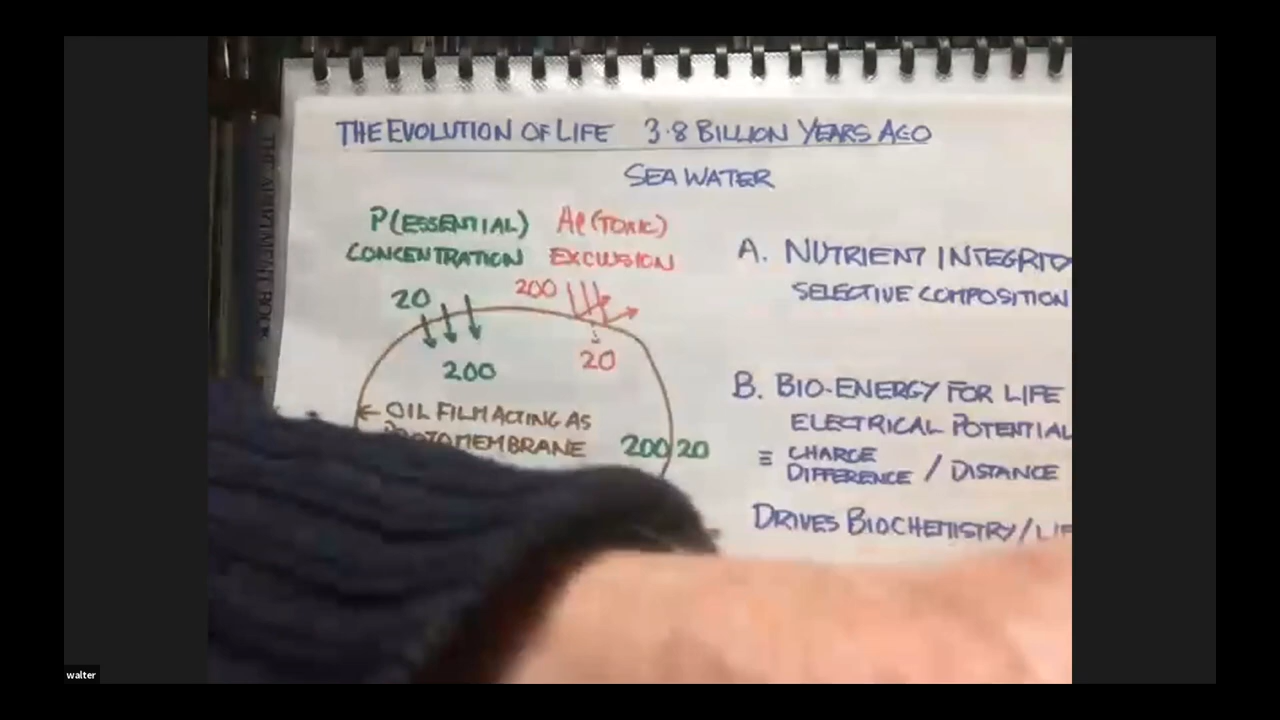 THE EVOLUTION OF LIFE 3.8 BILLION YEARS AGO
SEA WATER
P(ESSENTIAL) Al(TOXIC)
CONCENTRATION EXCLUSION
20 200
200 20
← OIL FILM ACTING AS
PROTOMEMBRANE 200 20
A. NUTRIENT
SELECTIVE COMPOSITION
B. BIO-ENERGY FOR LIFE
ELECTRICAL POTENTIAL
≡ CHARGE
DIFFERENCE / DISTANCE
DRIVES BIOCHEMISTRY/
walter